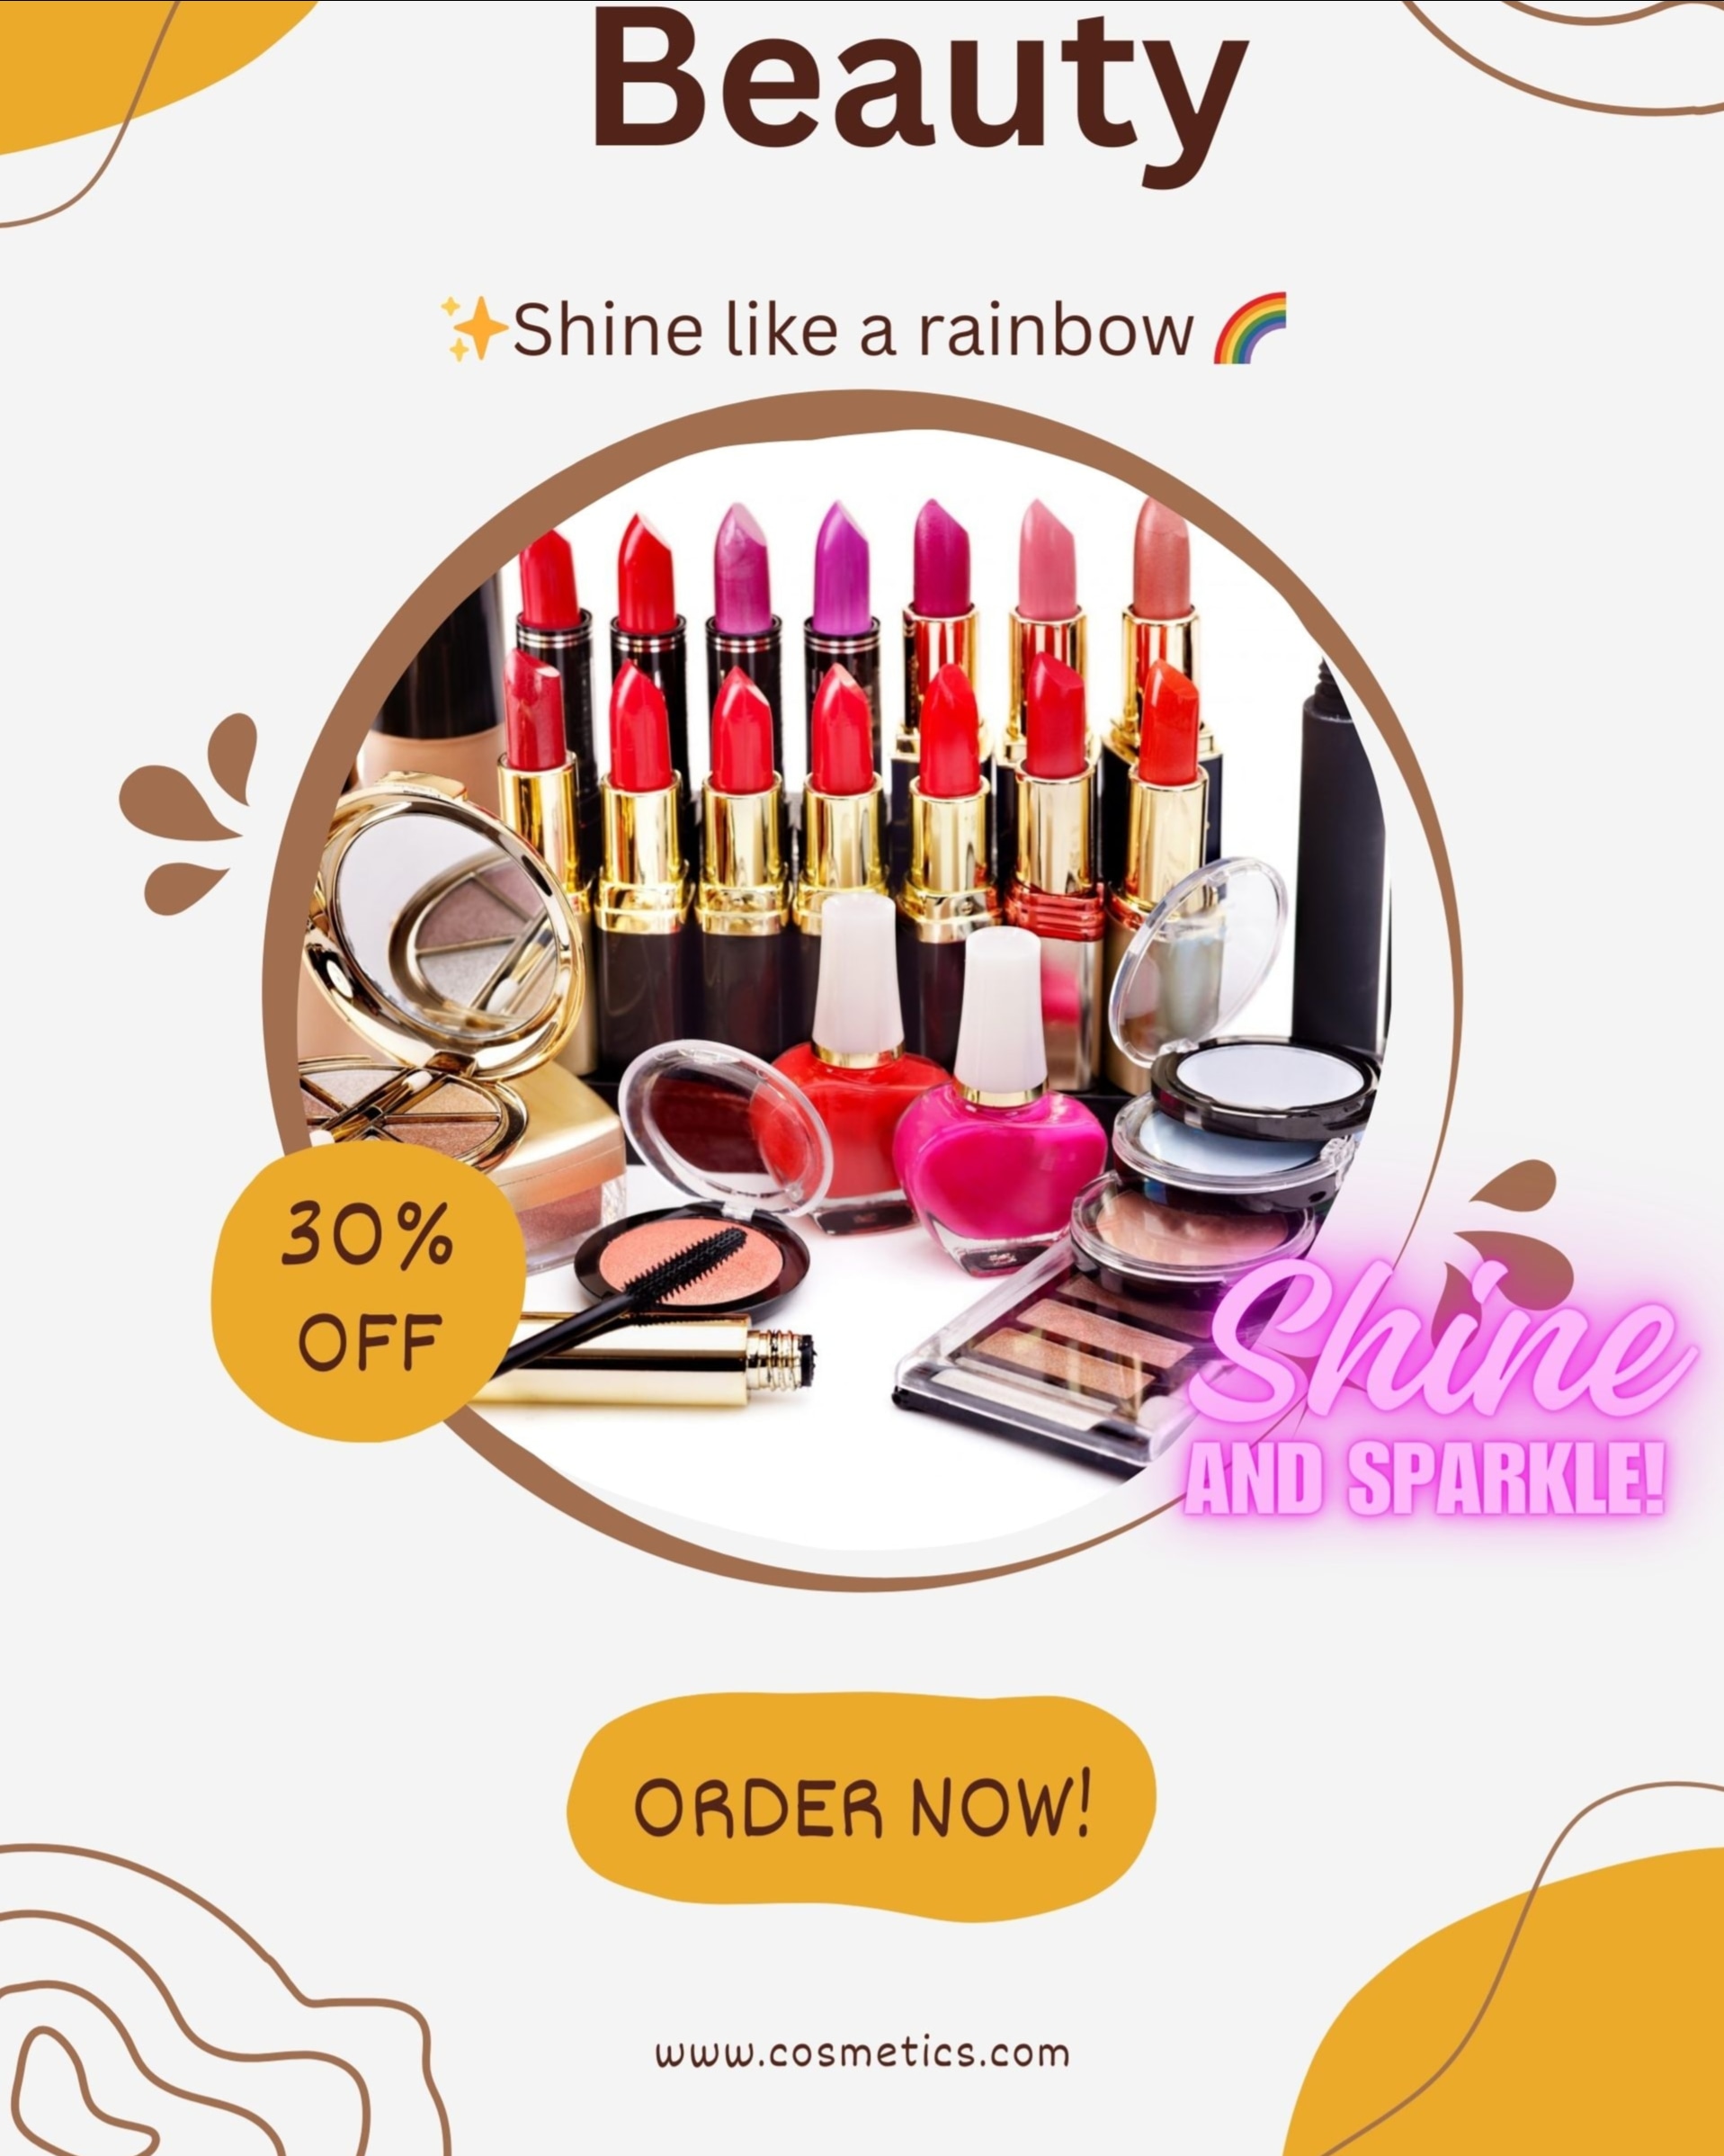 Beauty
✨Shine like a rainbow 🌈
30%
OFF
Shine
AND SPARKLE!
ORDER NOW!
www.cosmetics.com